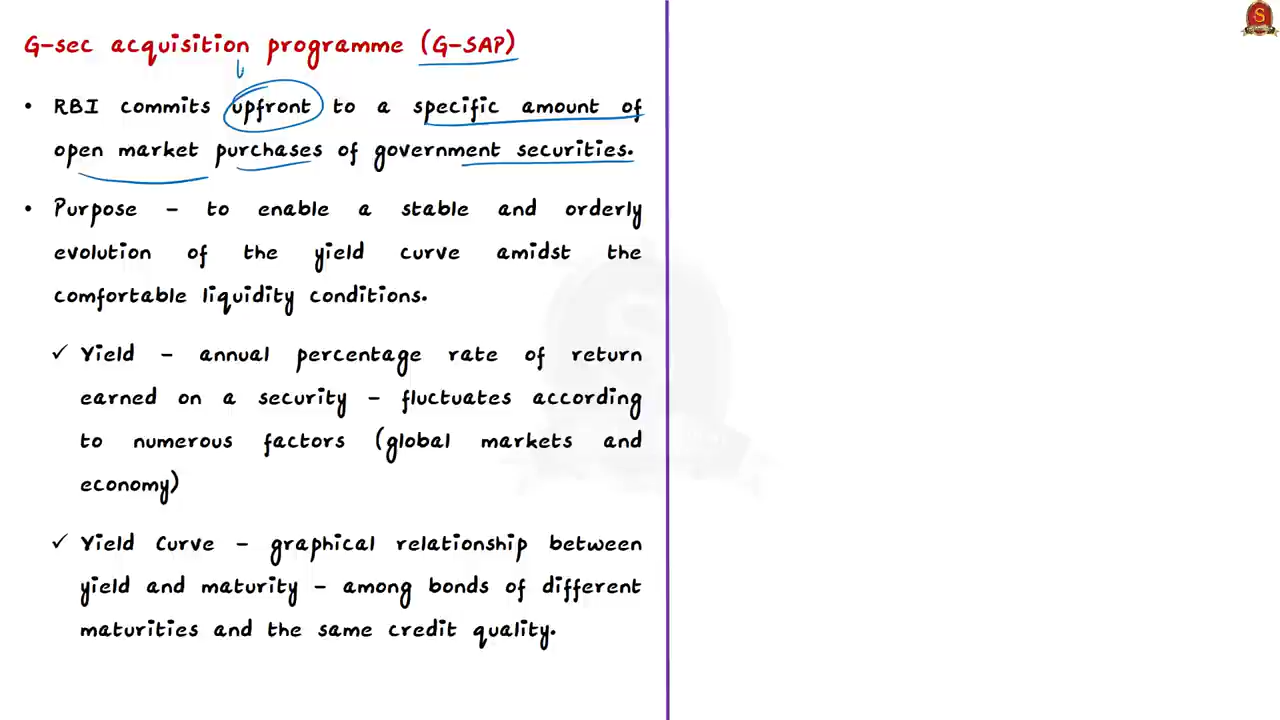 G-sec acquisition programme (G-SAP)
• RBI commits upfront to a specific amount of
open market purchases of government securities.
• Purpose – to enable a stable and orderly
evolution of the yield curve amidst the
comfortable liquidity conditions.
✓ Yield – annual percentage rate of return
earned on a security – fluctuates according
to numerous factors (global markets and
economy)
✓ Yield Curve – graphical relationship between
yield and maturity – among bonds of different
maturities and the same credit quality.